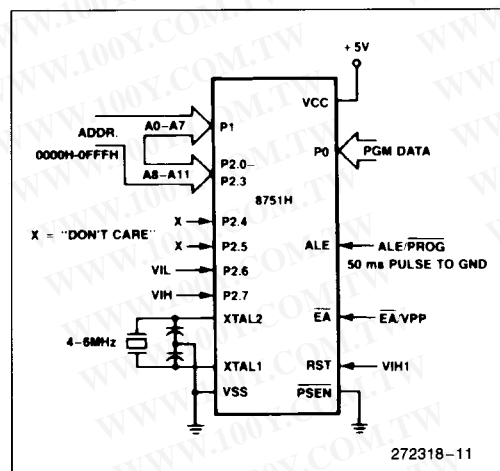 WWW.100Y.COM.TW
+ 5V
VCC
A0-A7
P1
ADDR.
0000H-0FFFH
P0
PGM DATA
P2.0–
A8-A11
P2.3
8751H
X
P2.4
X = "DON'T CARE"
X
P2.5
ALE
ALE/PROG
50 ms PULSE TO GND
VIL
P2.6
VIH
P2.7
XTAL2
EA
EA/VPP
4-6MHz
XTAL1
RST
VIH1
VSS
PSEN
272318-11